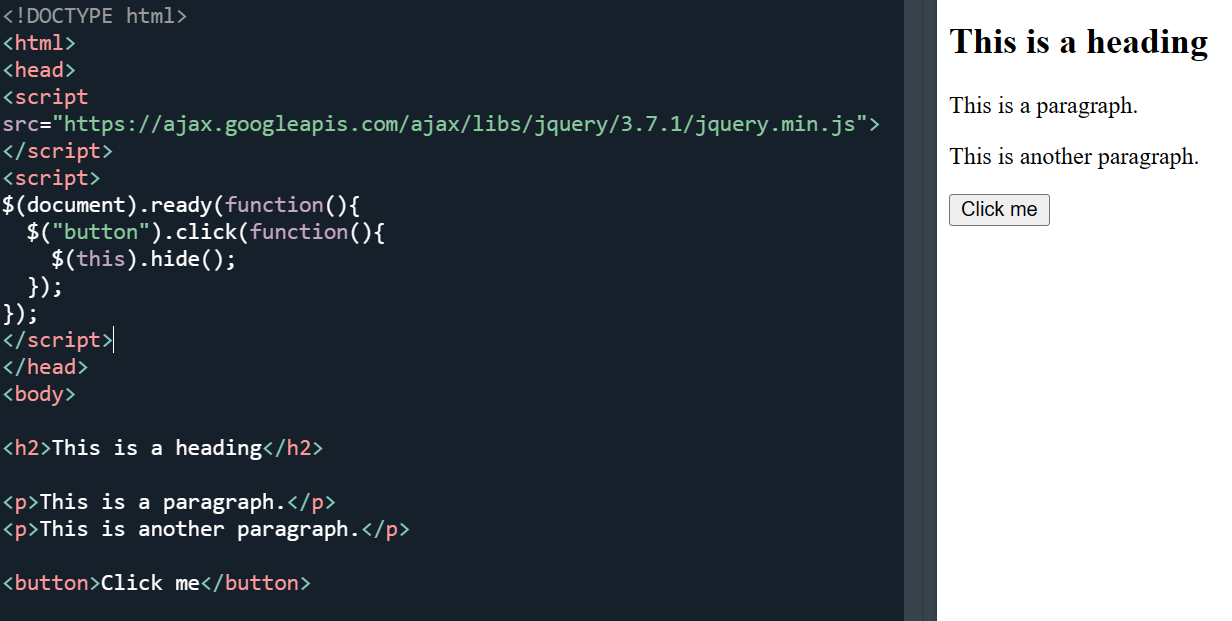 <!DOCTYPE html>
<html>
<head>
<script
src="https://ajax.googleapis.com/ajax/libs/jquery/3.7.1/jquery.min.js">
</script>
<script>
$(document).ready(function(){
  $("button").click(function(){
    $(this).hide();
  });
});
</script>
</head>
<body>

<h2>This is a heading</h2>

<p>This is a paragraph.</p>
<p>This is another paragraph.</p>

<button>Click me</button>

This is a heading
This is a paragraph.
This is another paragraph.
Click me